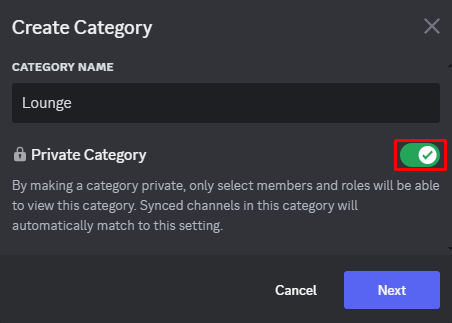 Create Category
CATEGORY NAME
Lounge
Private Category
By making a category private, only select members and roles will be able
to view this category. Synced channels in this category will
automatically match to this setting.
Cancel
Next